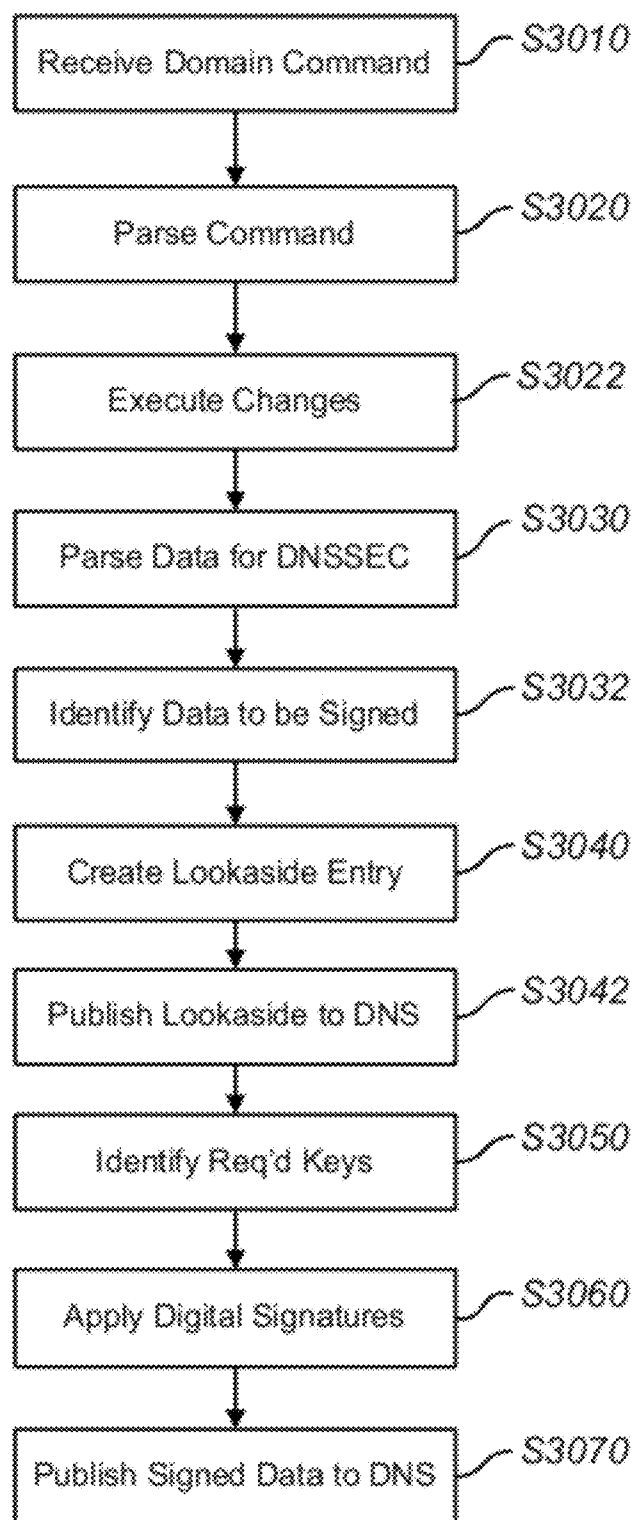 Receive Domain Command
S3010
Parse Command
S3020
Execute Changes
S3022
Parse Data for DNSSEC
S3030
Identify Data to be Signed
S3032
Create Lookaside Entry
S3040
Publish Lookaside to DNS
S3042
Identify Req'd Keys
S3050
Apply Digital Signatures
S3060
Publish Signed Data to DNS
S3070